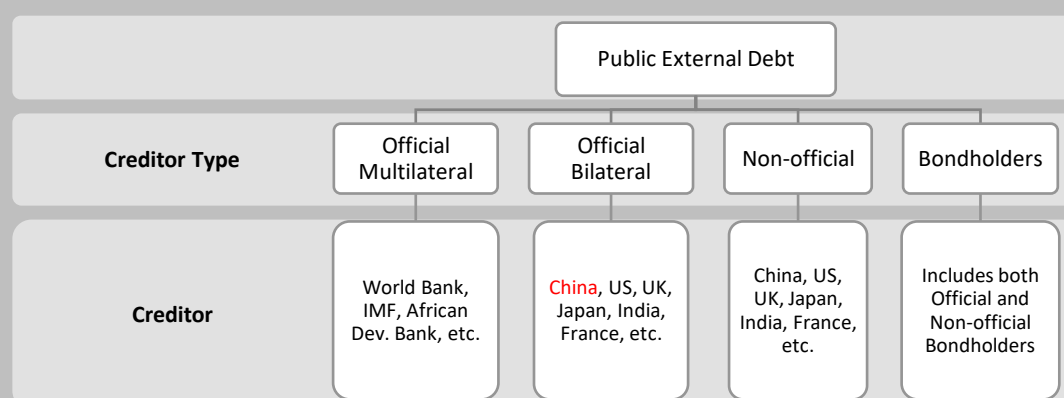 Public External Debt
Creditor Type
Official
Multilateral
Official
Bilateral
Non-official
Bondholders
Creditor
World Bank,
IMF, African
Dev. Bank, etc.
China, US, UK,
Japan, India,
France, etc.
China, US,
UK, Japan,
India, France,
etc.
Includes both
Official and
Non-official
Bondholders